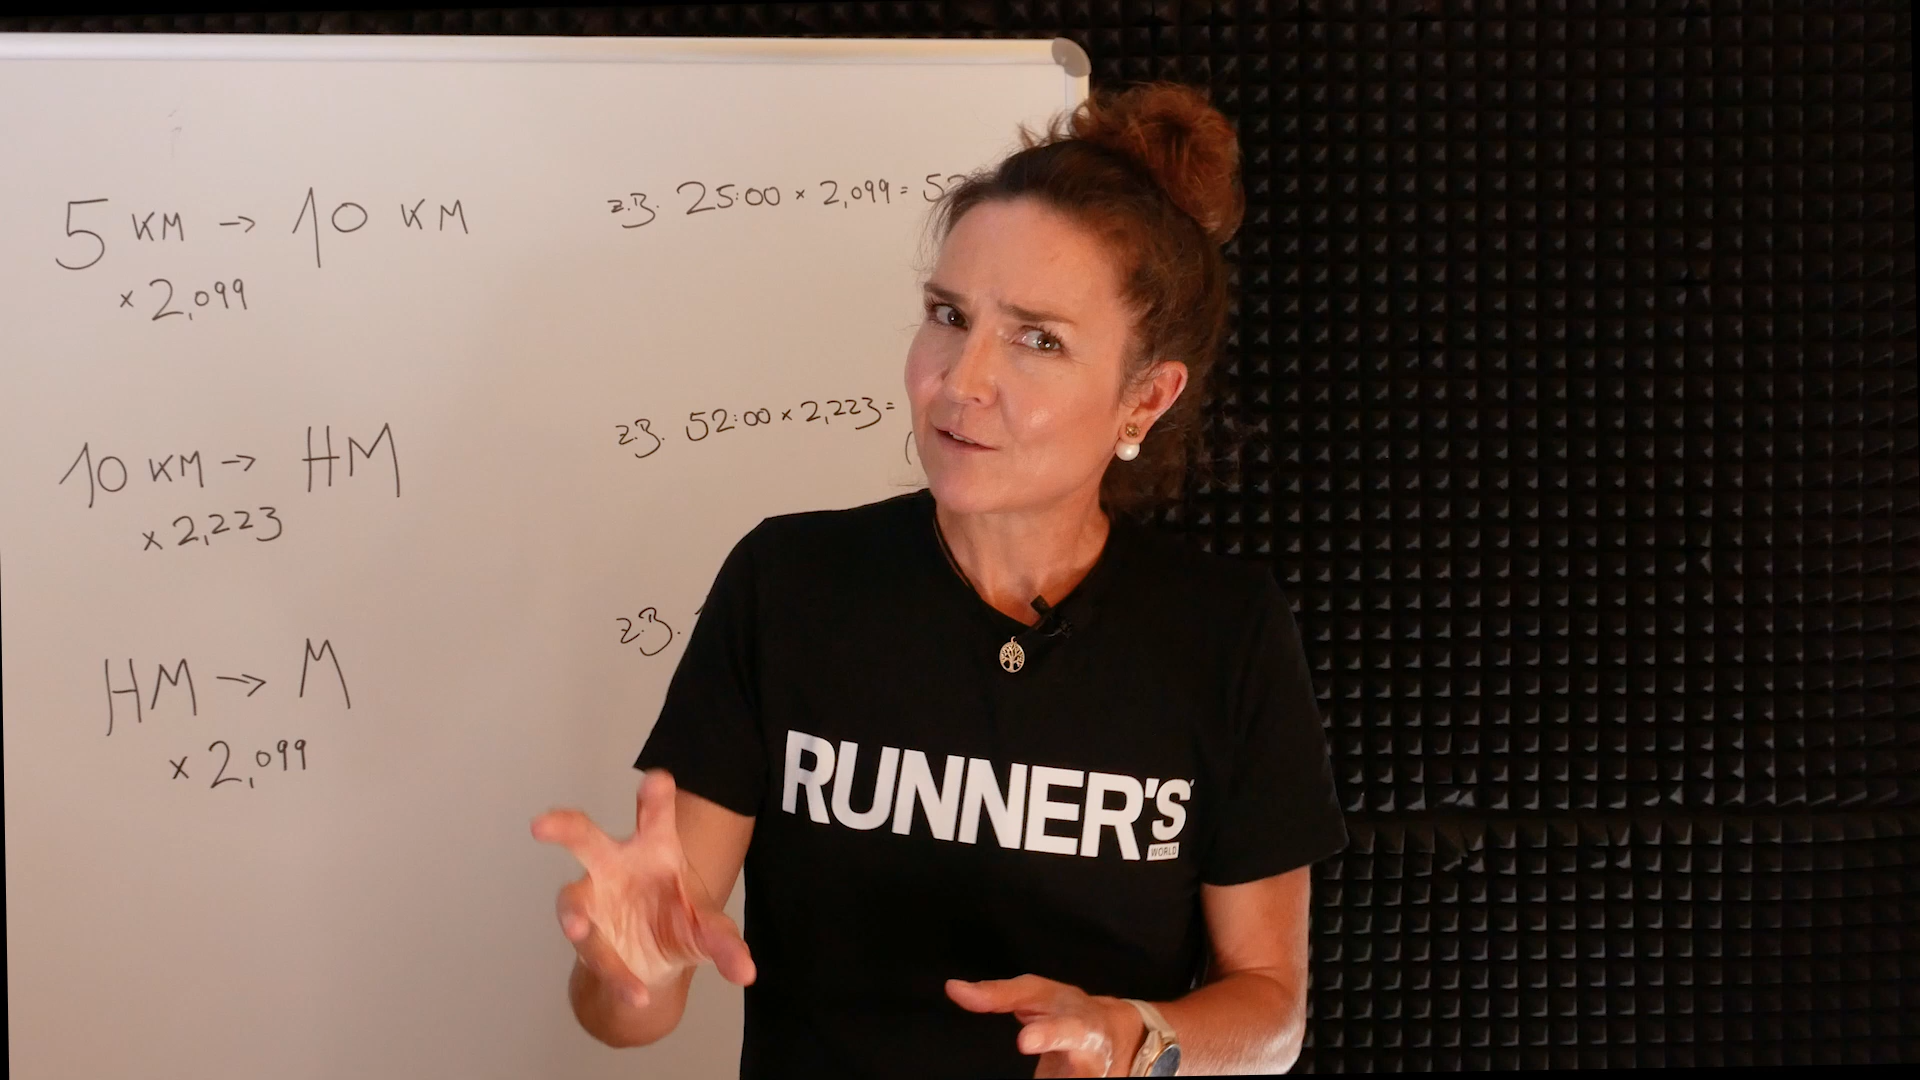 5 KM → 10 KM
× 2,099
z.B. 25:00 × 2,099 = 52
10 KM → HM
× 2,223
z.B. 52:00 × 2,223 =
HM → M
× 2,099
z.B.
RUNNER'S
WORLD